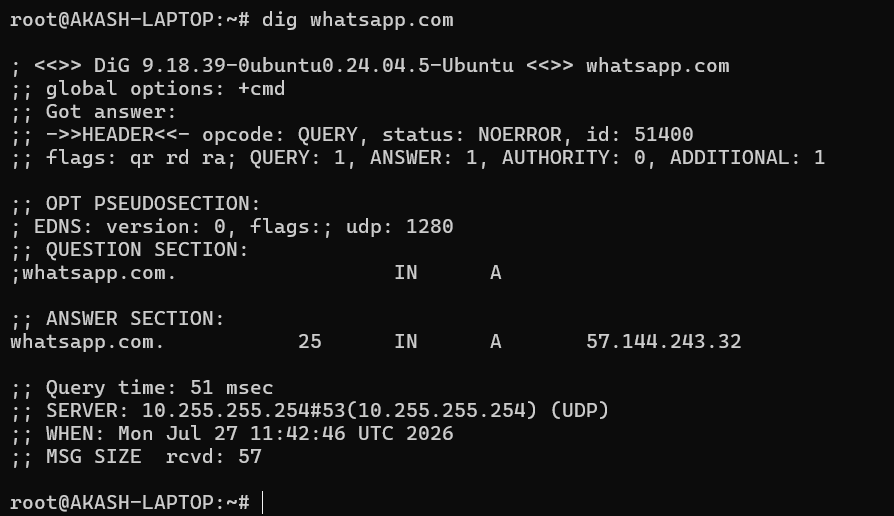 root@AKASH-LAPTOP:~# dig whatsapp.com

; <<>> DiG 9.18.39-0ubuntu0.24.04.5-Ubuntu <<>> whatsapp.com
;; global options: +cmd
;; Got answer:
;; ->>HEADER<<- opcode: QUERY, status: NOERROR, id: 51400
;; flags: qr rd ra; QUERY: 1, ANSWER: 1, AUTHORITY: 0, ADDITIONAL: 1

;; OPT PSEUDOSECTION:
; EDNS: version: 0, flags:; udp: 1280
;; QUESTION SECTION:
;whatsapp.com.                  IN      A

;; ANSWER SECTION:
whatsapp.com.           25      IN      A       57.144.243.32

;; Query time: 51 msec
;; SERVER: 10.255.255.254#53(10.255.255.254) (UDP)
;; WHEN: Mon Jul 27 11:42:46 UTC 2026
;; MSG SIZE  rcvd: 57

root@AKASH-LAPTOP:~#